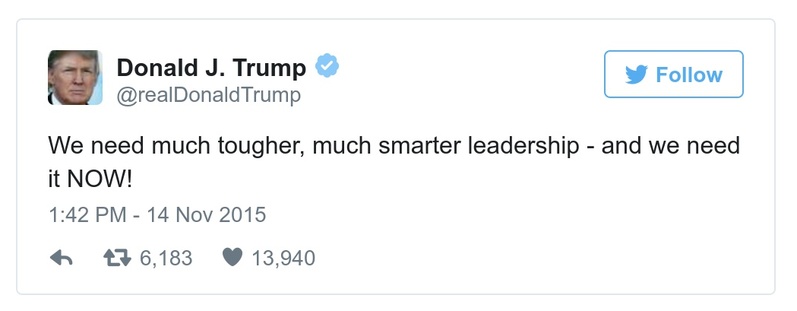 Donald J. Trump
@realDonaldTrump
Follow
We need much tougher, much smarter leadership - and we need
it NOW!
1:42 PM - 14 Nov 2015
6,183 13,940